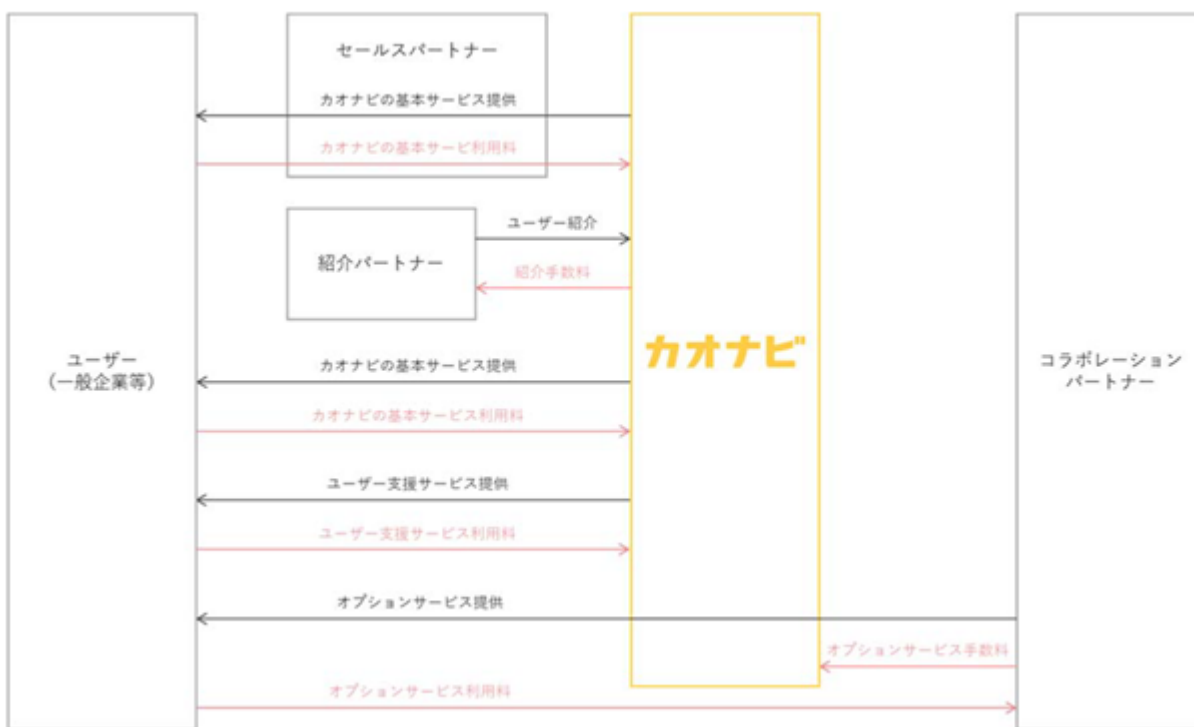 セールスパートナー
カオナビの基本サービス提供
カオナビの基本サービ利用料
ユーザー紹介
紹介パートナー
紹介手数料
カオナビ
ユーザー
(一般企業等)
カオナビの基本サービス提供
コラボレーション
パートナー
カオナビの基本サービス利用料
ユーザー支援サービス提供
ユーザー支援サービス利用料
オプションサービス提供
オプションサービス手数料
オプションサービス利用料